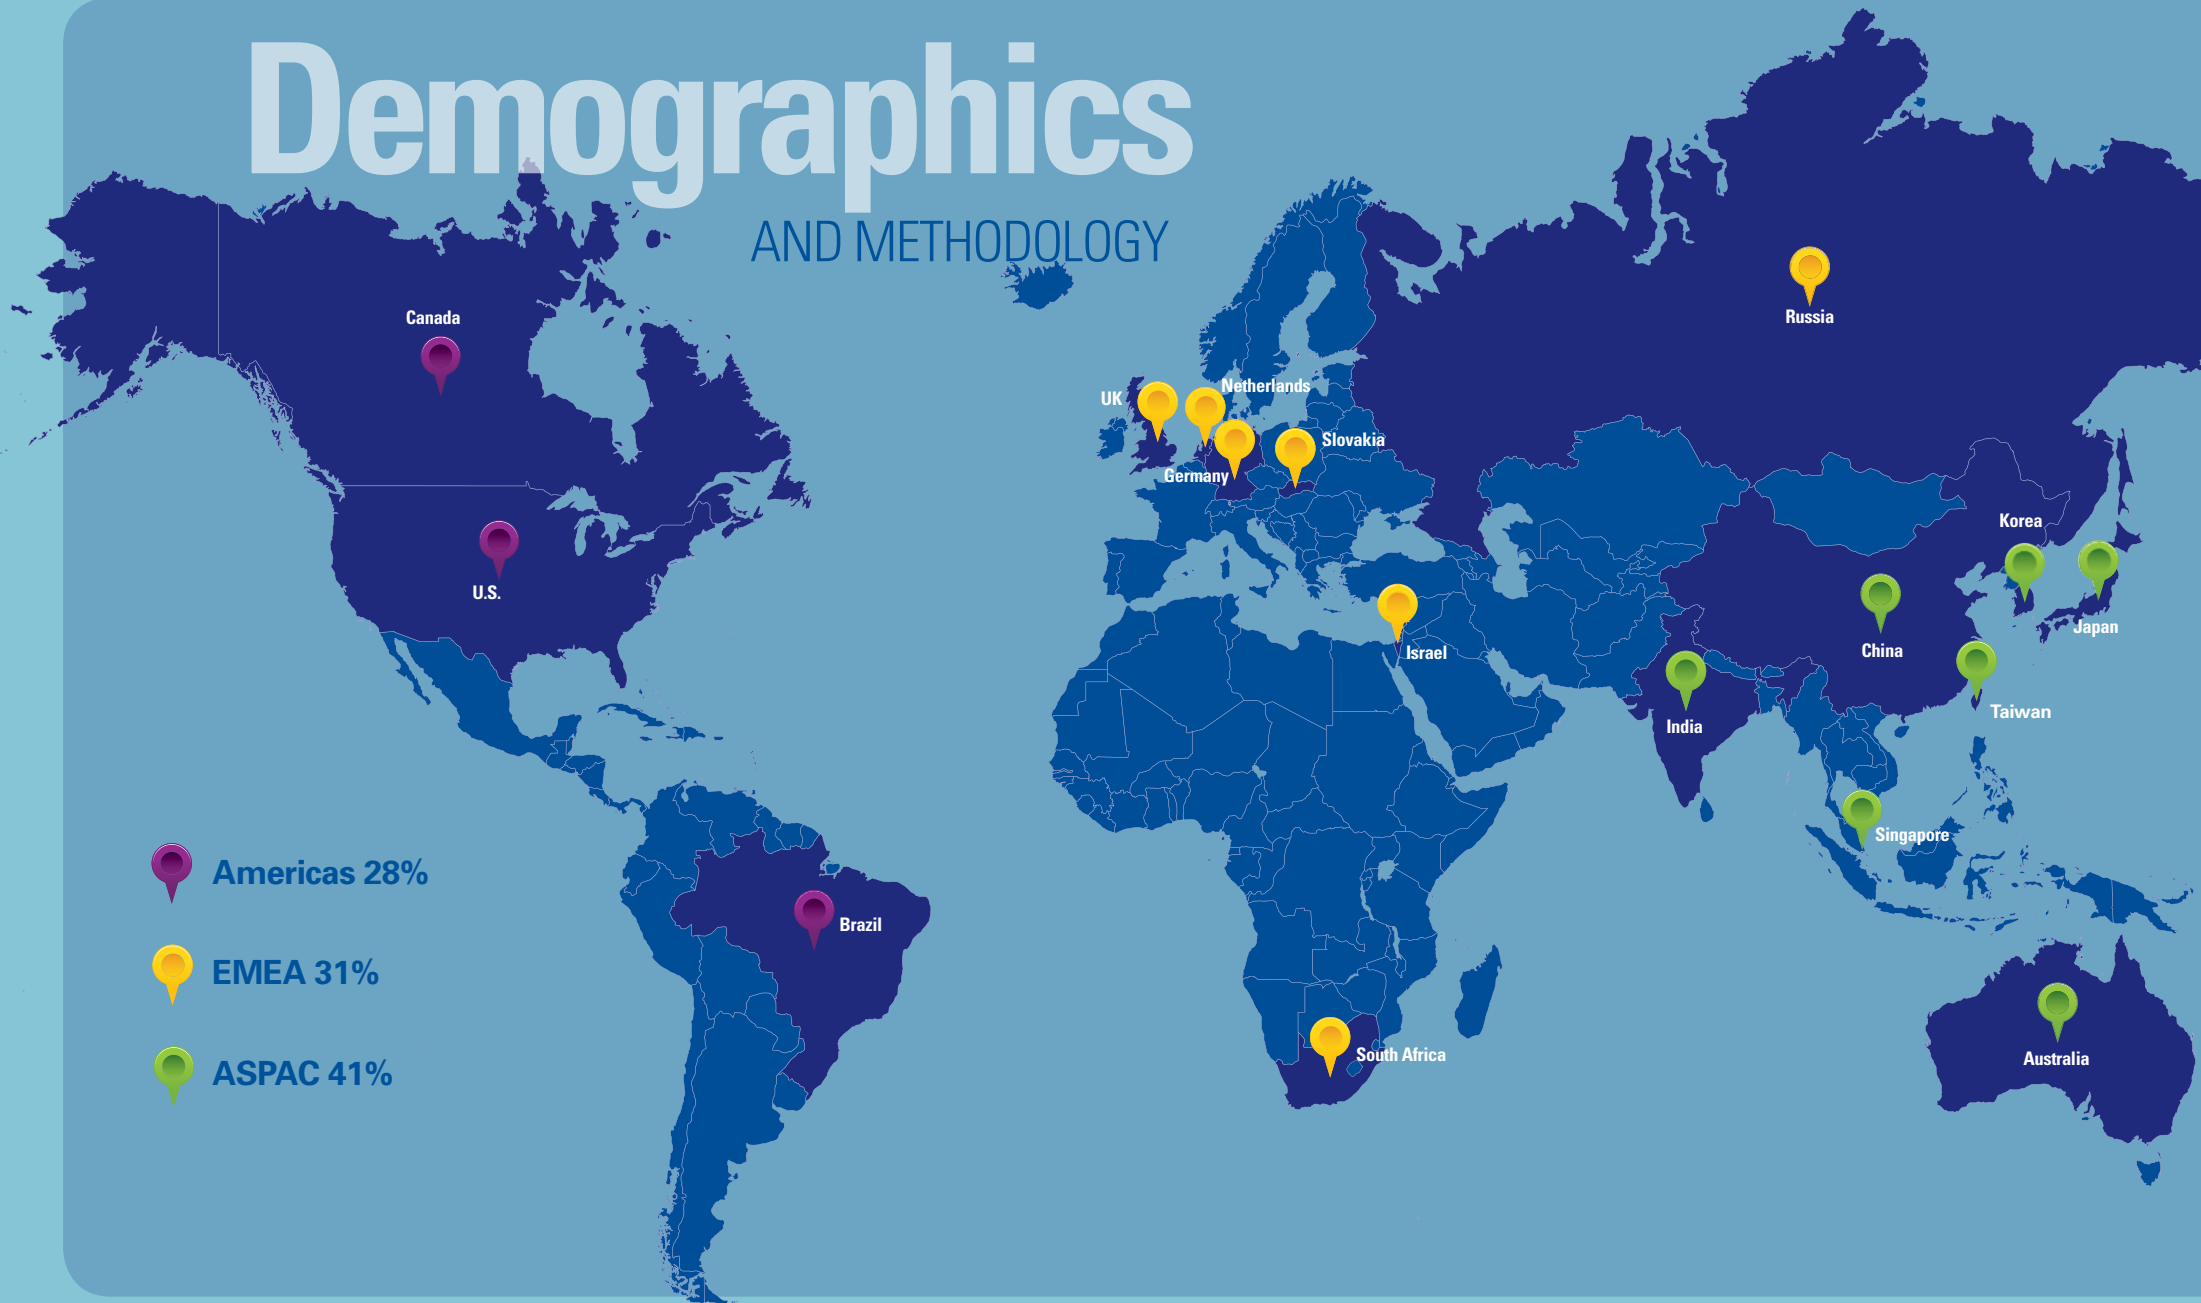 Demographics
AND METHODOLOGY
Canada
Russia
UK
Netherlands
Slovakia
Germany
Korea
U.S.
Japan
Israel
China
India
Taiwan
Singapore
Americas 28%
Brazil
EMEA 31%
South Africa
Australia
ASPAC 41%